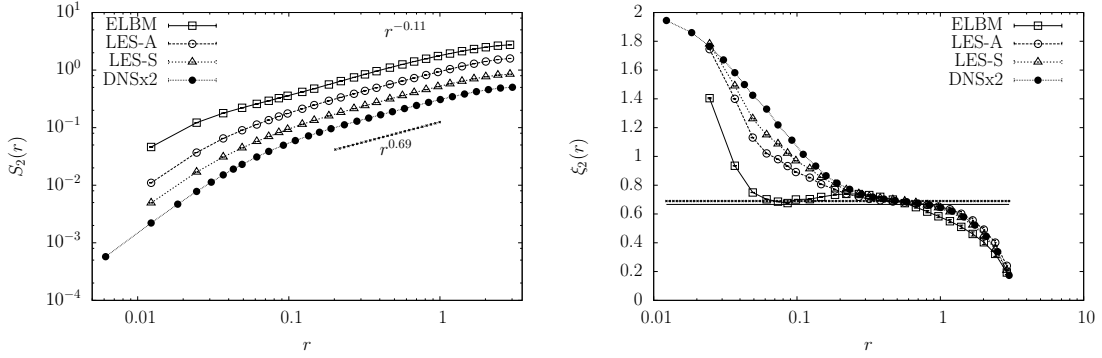 ELBM
LES-A
LES-S
DNSx2
r^{-0.11}
r^{0.69}
10^2
10^1
10^0
10^{-1}
10^{-2}
10^{-3}
10^{-4}
S_2(r)
0.01 0.1 1
r
ELBM
LES-A
LES-S
DNSx2
2
1.8
1.6
1.4
1.2
1
0.8
0.6
0.4
0.2
0
ξ_2(r)
0.01 0.1 1 10
r